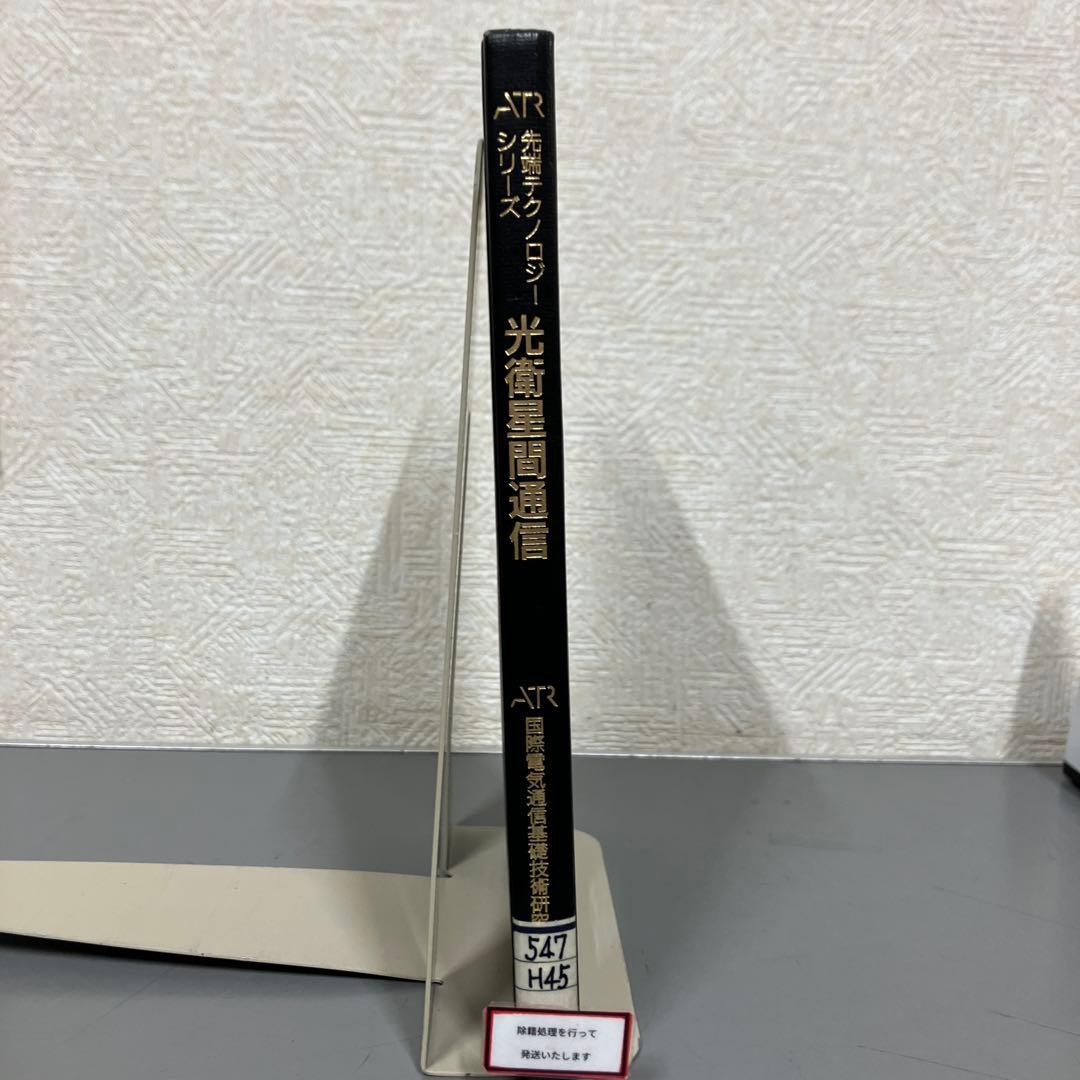 ATR
先端テクノロジー
シリーズ
光衛星間通信
ATR
国際電気通信基礎技術研
547
H45
除籍処理を行って
発送いたします